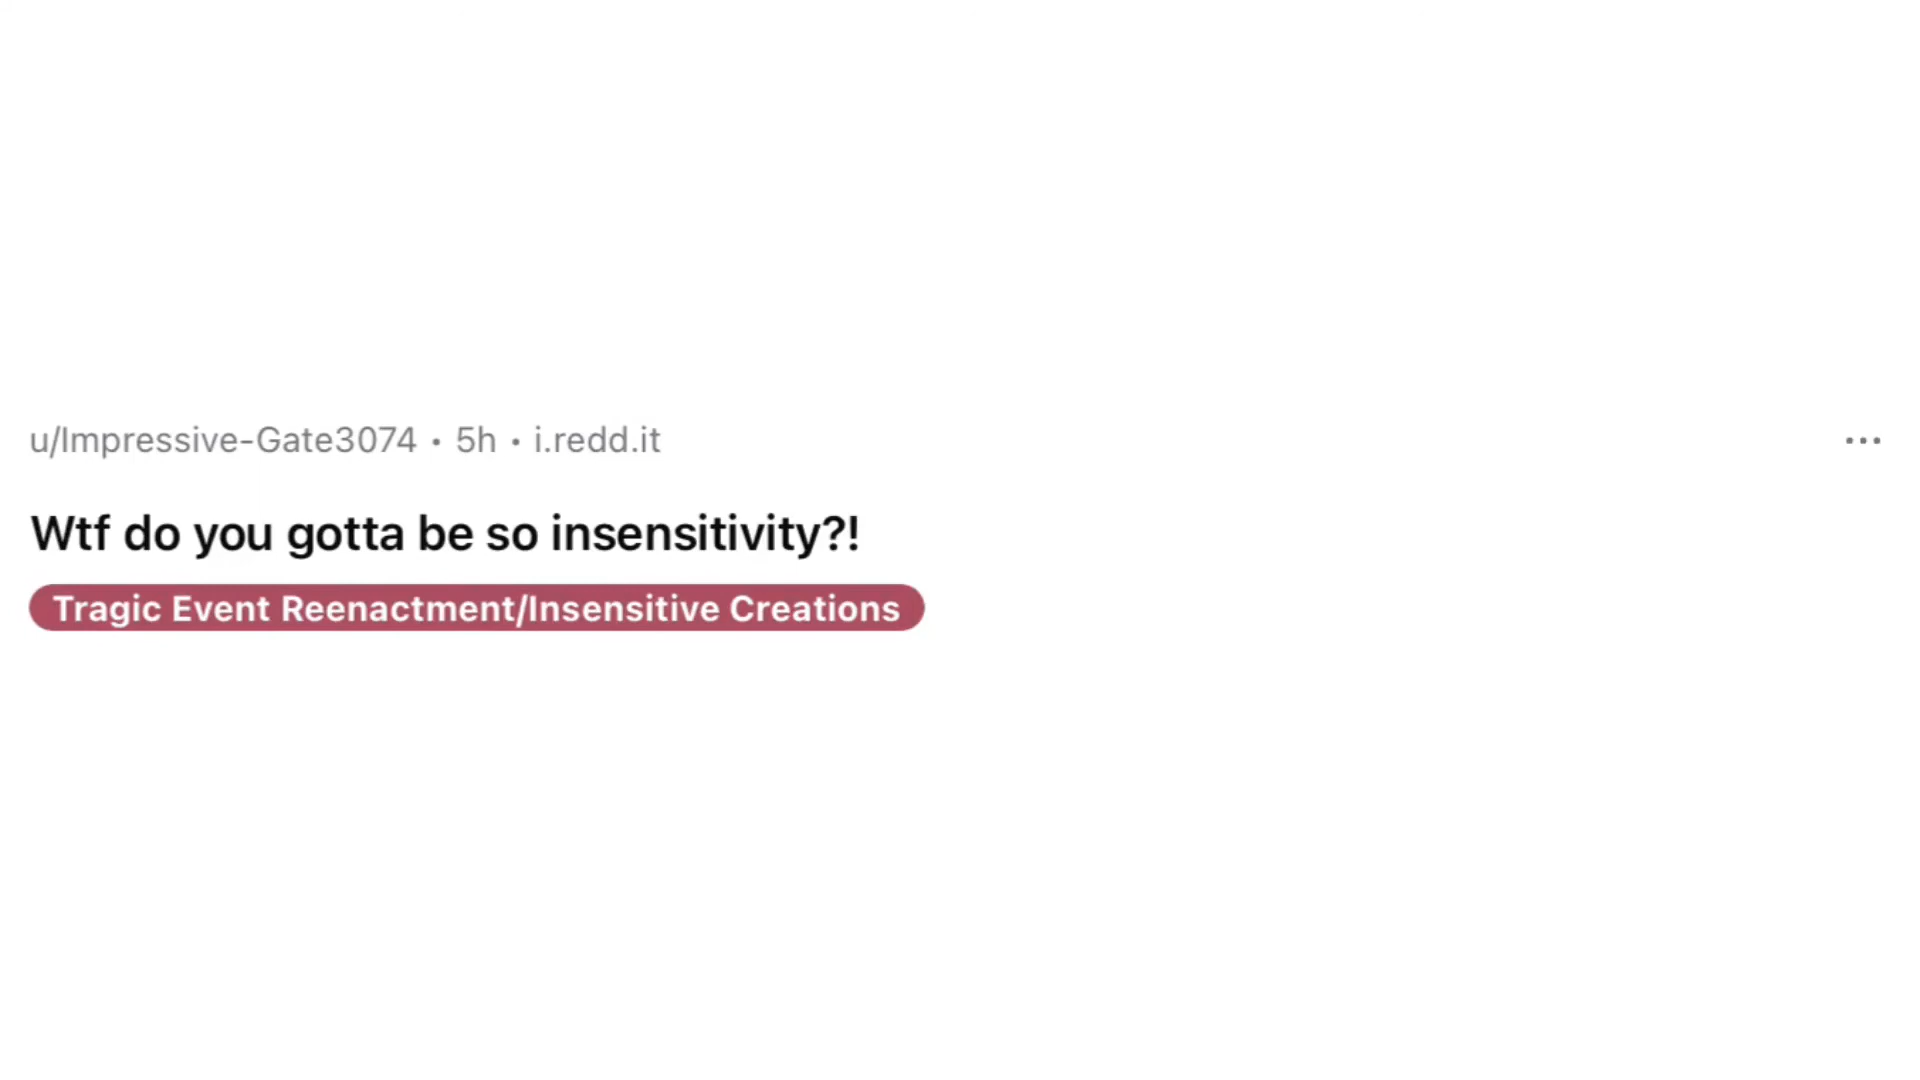 u/Impressive-Gate3074 • 5h • i.redd.it
Wtf do you gotta be so insensitivity?!
Tragic Event Reenactment/Insensitive Creations